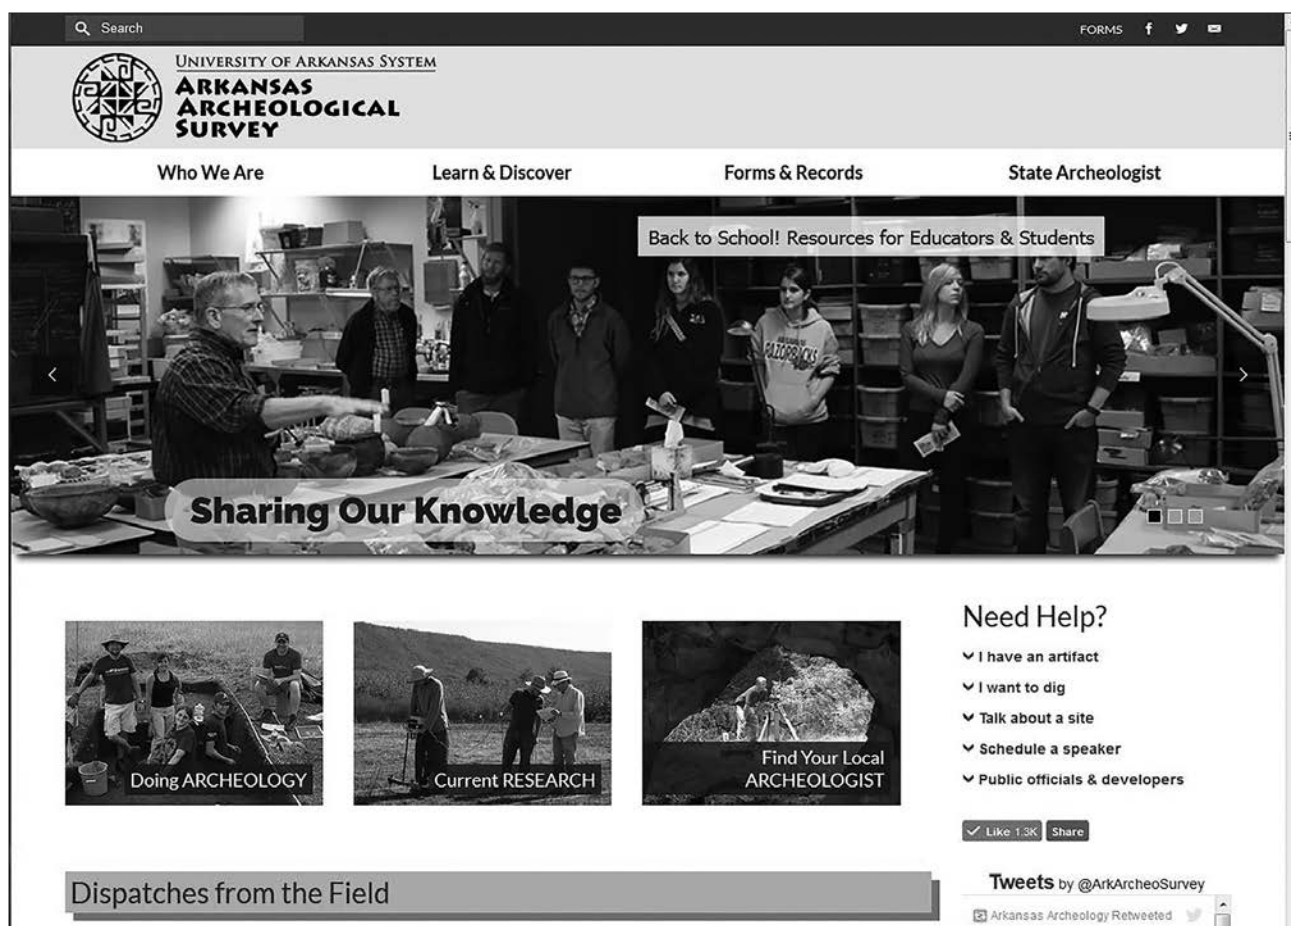 Search
FORMS
UNIVERSITY OF ARKANSAS SYSTEM
ARKANSAS
ARCHEOLOGICAL
SURVEY
Who We Are
Learn & Discover
Forms & Records
State Archeologist
Back to School! Resources for Educators & Students
RAZORBACKS
Sharing Our Knowledge
Doing ARCHEOLOGY
Current RESEARCH
Find Your Local
ARCHEOLOGIST
Need Help?
I have an artifact
I want to dig
Talk about a site
Schedule a speaker
Public officials & developers
Like 1.3K Share
Dispatches from the Field
Tweets by @ArkArcheoSurvey
Arkansas Archeology Retweeted